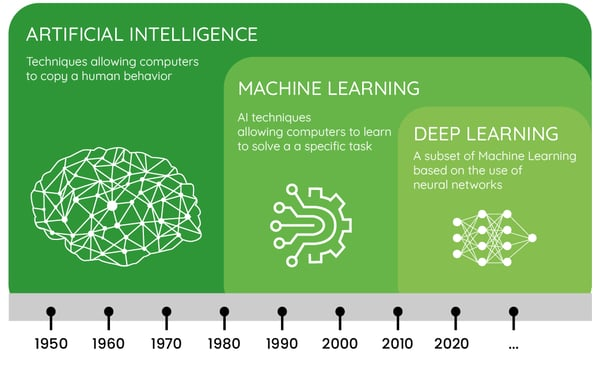 ARTIFICIAL INTELLIGENCE
Techniques allowing computers
to copy a human behavior
MACHINE LEARNING
AI techniques
allowing computers to learn
to solve a a specific task
DEEP LEARNING
A subset of Machine Learning
based on the use of
neural networks
1950 1960 1970 1980 1990 2000 2010 2020 ...